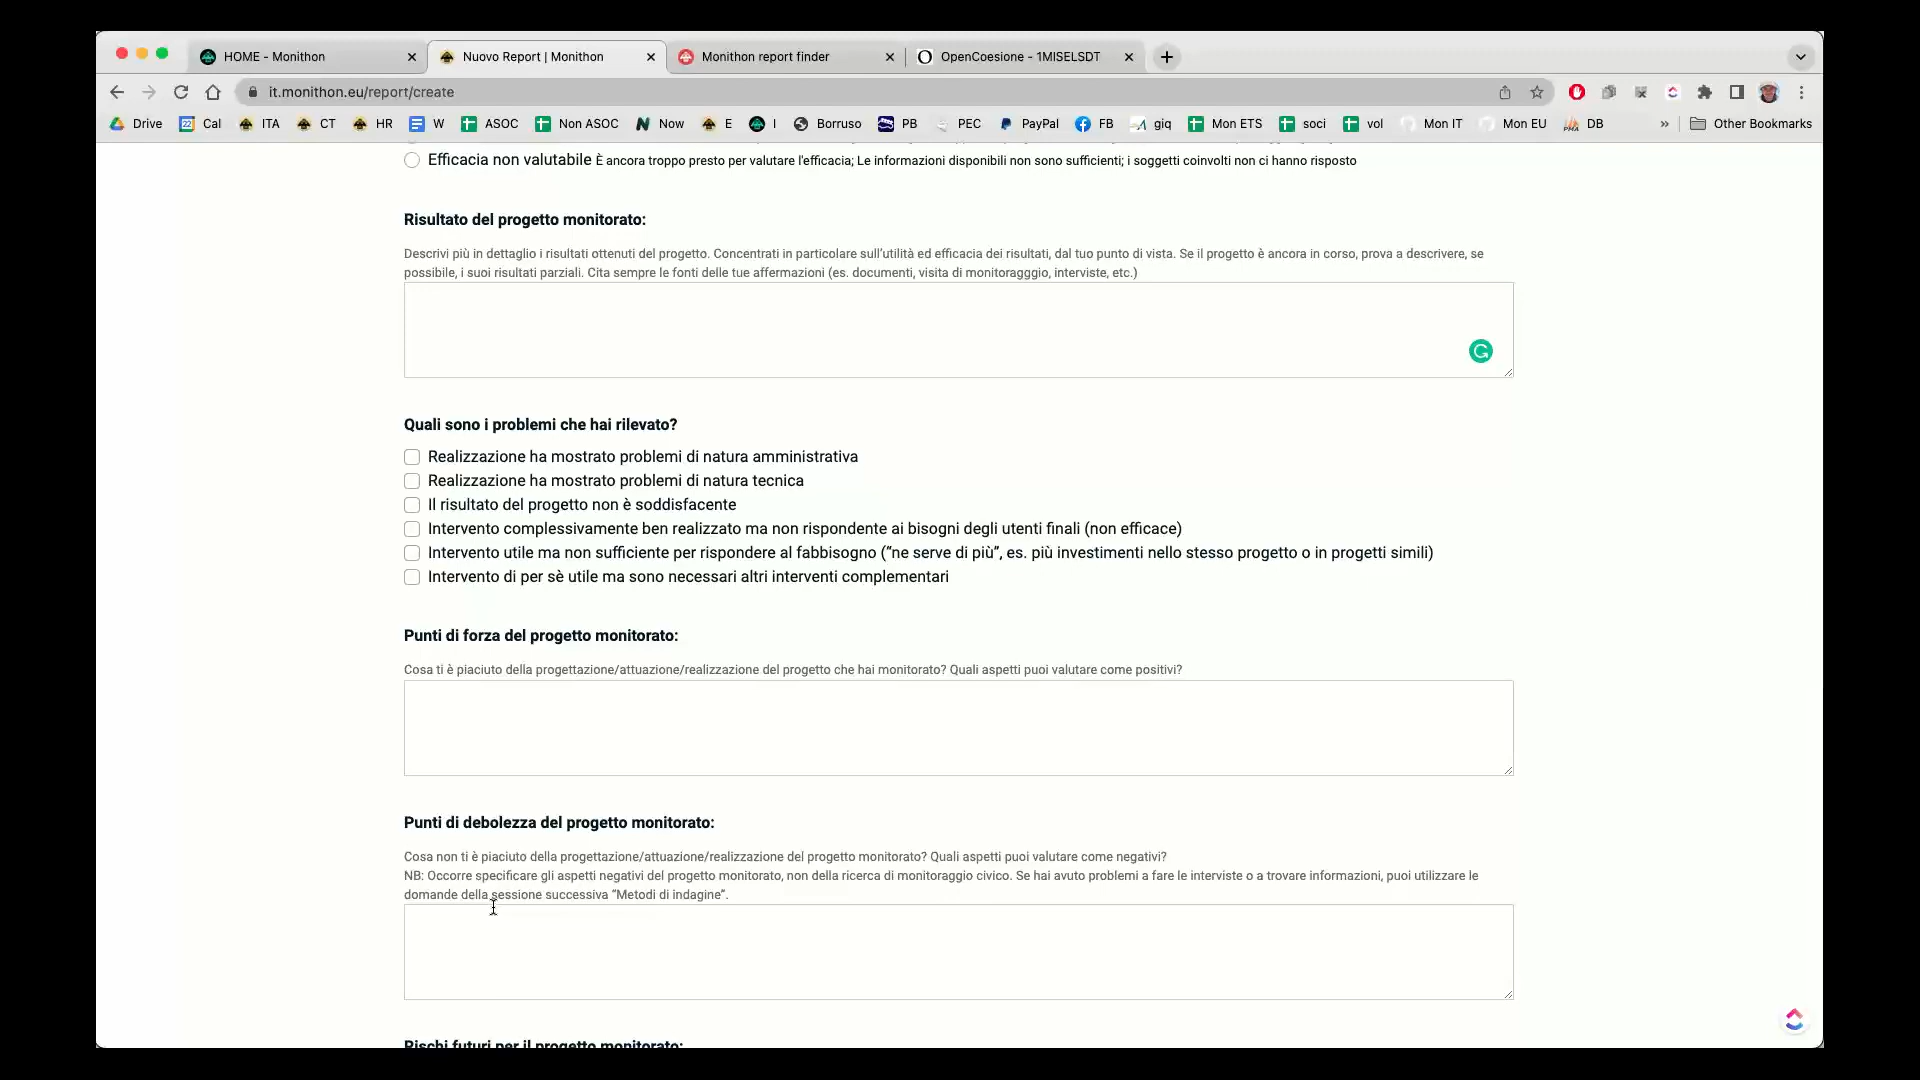 HOME - Monithon
Nuovo Report | Monithon
Monithon report finder
OpenCoesione - 1MISELSDT
it.monithon.eu/report/create
Drive
22
Cal
ITA
CT
HR
W
ASOC
Non ASOC
Now
E
I
Borruso
PB
PEC
PayPal
FB
giq
Mon ETS
soci
vol
Mon IT
Mon EU
DB
»
Other Bookmarks
Efficacia non valutabile È ancora troppo presto per valutare l'efficacia; Le informazioni disponibili non sono sufficienti; i soggetti coinvolti non ci hanno risposto
Risultato del progetto monitorato:
Descrivi più in dettaglio i risultati ottenuti del progetto. Concentrati in particolare sull'utilità ed efficacia dei risultati, dal tuo punto di vista. Se il progetto è ancora in corso, prova a descrivere, se
possibile, i suoi risultati parziali. Cita sempre le fonti delle tue affermazioni (es. documenti, visita di monitoragggio, interviste, etc.)
Quali sono i problemi che hai rilevato?
Realizzazione ha mostrato problemi di natura amministrativa
Realizzazione ha mostrato problemi di natura tecnica
Il risultato del progetto non è soddisfacente
Intervento complessivamente ben realizzato ma non rispondente ai bisogni degli utenti finali (non efficace)
Intervento utile ma non sufficiente per rispondere al fabbisogno (“ne serve di più”, es. più investimenti nello stesso progetto o in progetti simili)
Intervento di per sè utile ma sono necessari altri interventi complementari
Punti di forza del progetto monitorato:
Cosa ti è piaciuto della progettazione/attuazione/realizzazione del progetto che hai monitorato? Quali aspetti puoi valutare come positivi?
Punti di debolezza del progetto monitorato:
Cosa non ti è piaciuto della progettazione/attuazione/realizzazione del progetto monitorato? Quali aspetti puoi valutare come negativi?
NB: Occorre specificare gli aspetti negativi del progetto monitorato, non della ricerca di monitoraggio civico. Se hai avuto problemi a fare le interviste o a trovare informazioni, puoi utilizzare le
domande della sessione successiva “Metodi di indagine”.
Rischi futuri per il progetto monitorato: